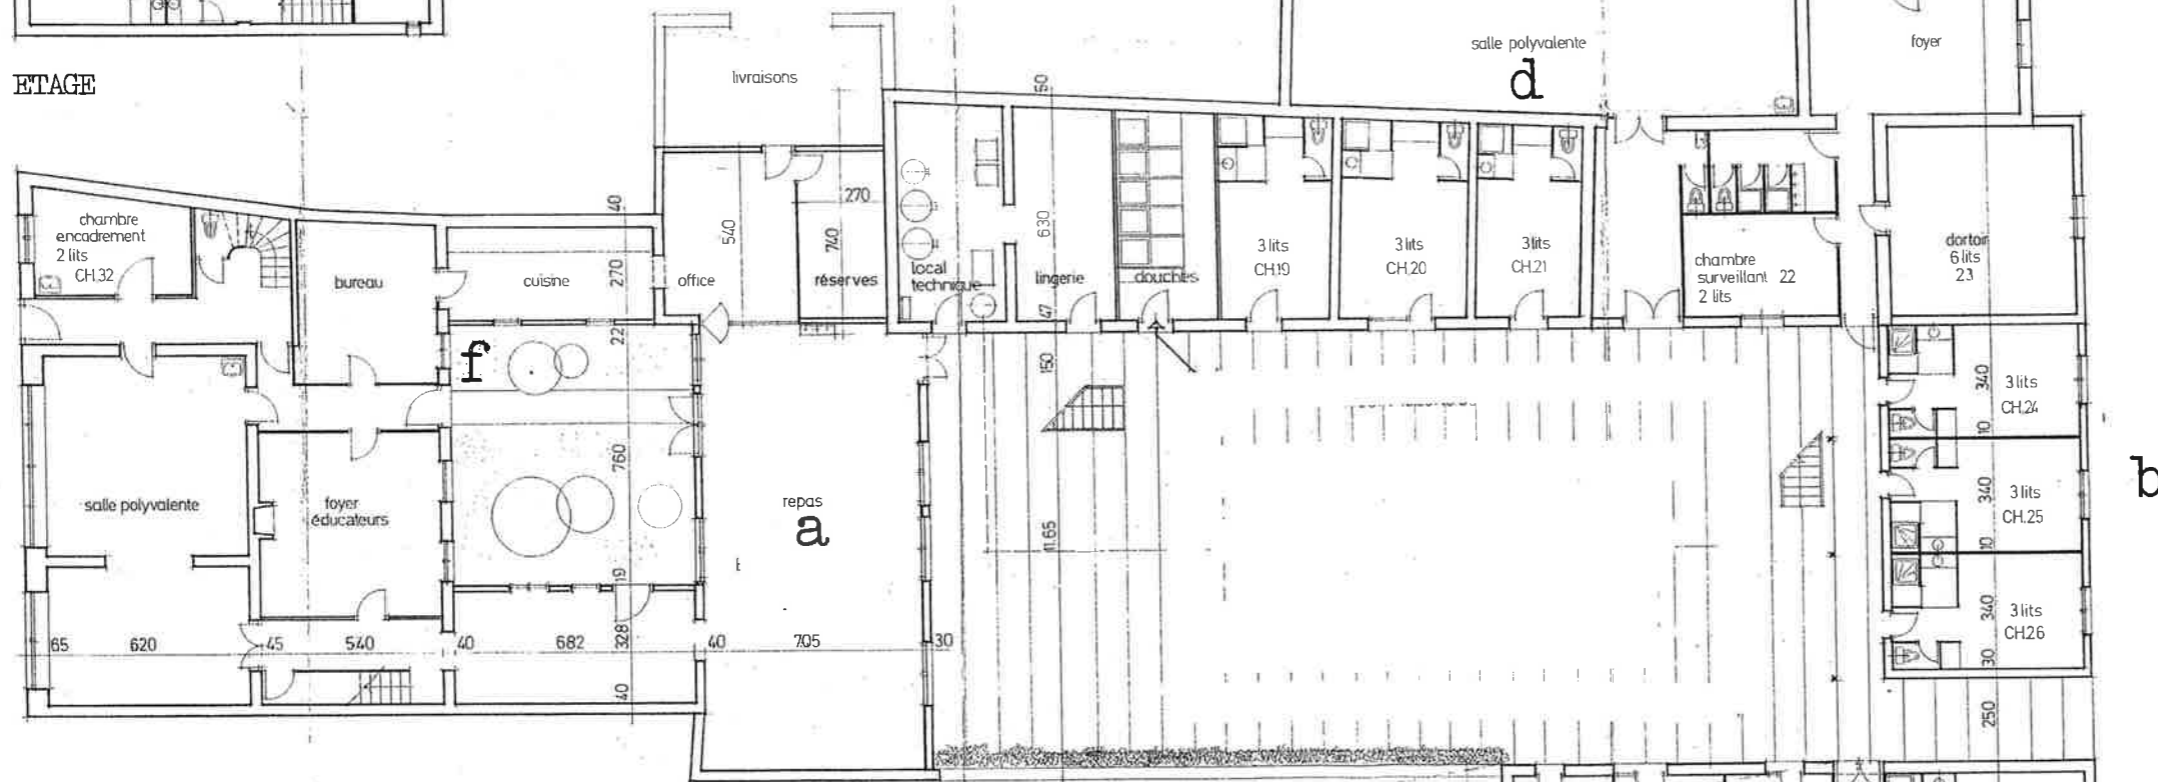 salle polyvalente
d
foyer
livraisons
ETAGE
50
chambre
encadrement
2 lits
CH.32
bureau
cuisine
40
270
22
office
540
270
740
réserves
local
technique
630
lingerie
47
douches
3 lits
CH.19
3 lits
CH.20
3 lits
CH.21
chambre
surveillant 22
2 lits
dortoir
6 lits
23
f
150
340
3 lits
CH.24
10
salle polyvalente
foyer
éducateurs
760
repas
a
11.65
340
3 lits
CH.25
b
10
19
E
340
3 lits
CH.26
65
620
45
540
40
682
328
40
705
30
30
40
250